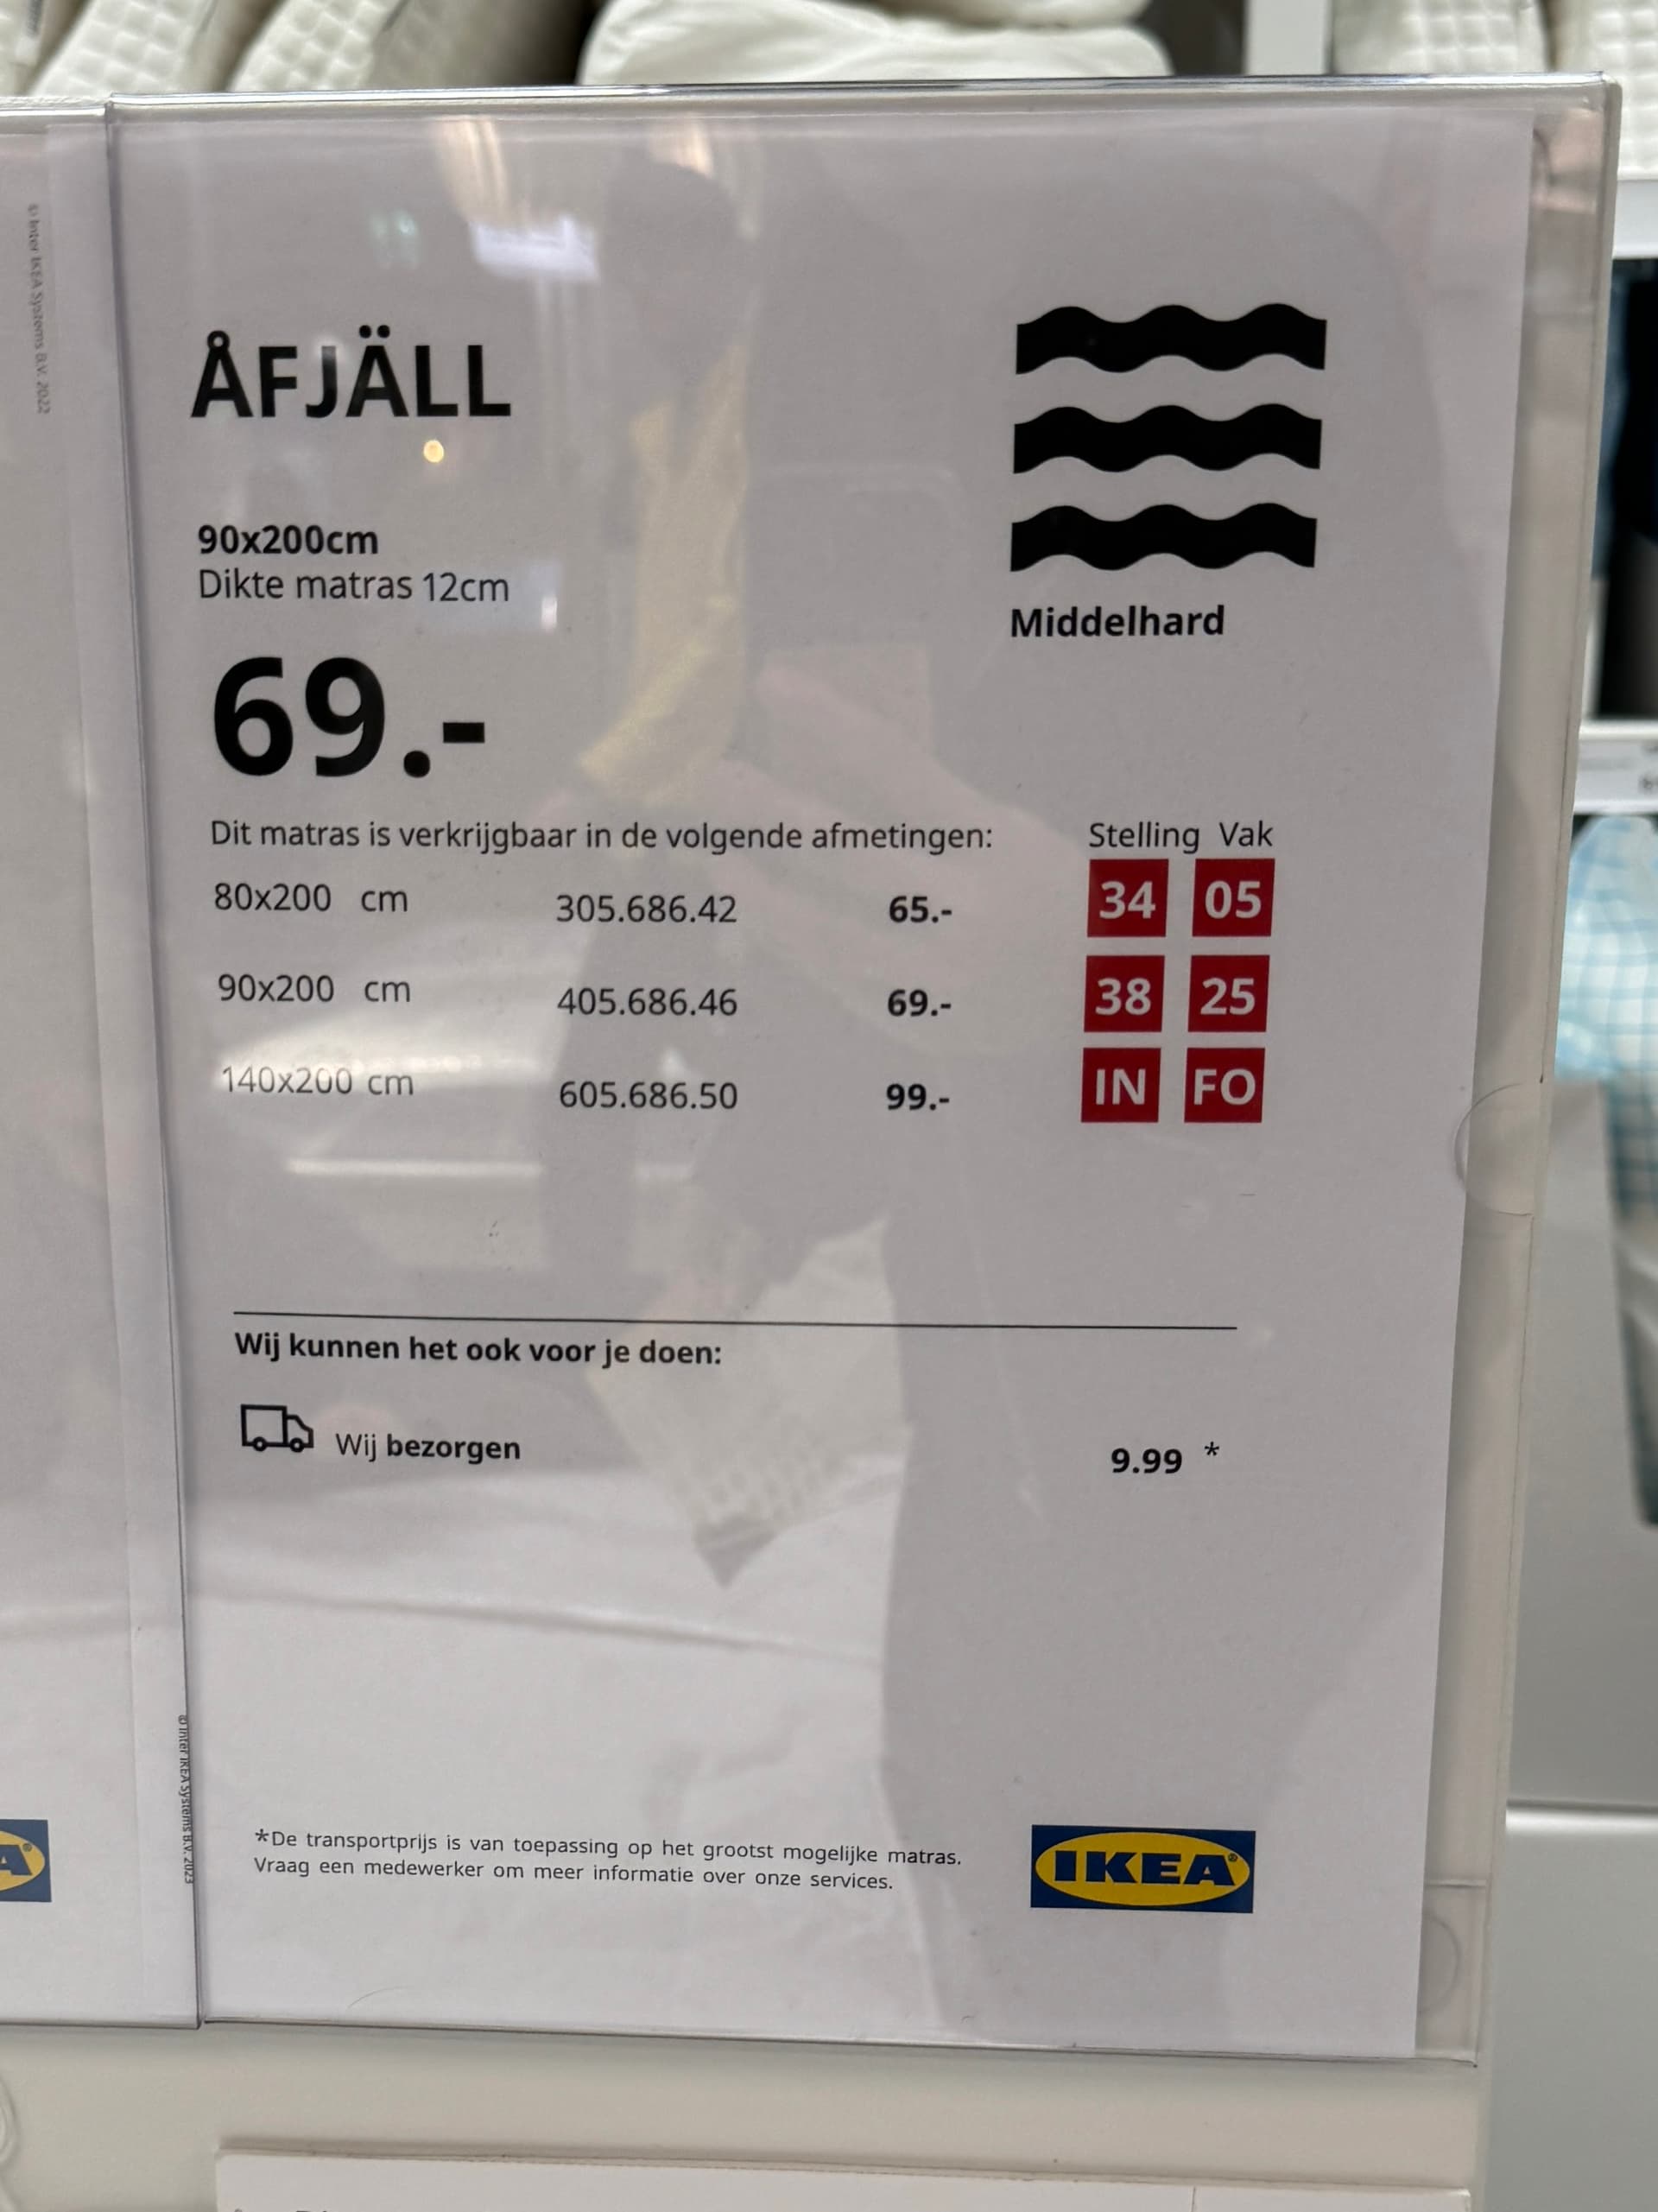 ÅFJÄLL
90x200cm
Dikte matras 12cm
Middelhard
69.-
Dit matras is verkrijgbaar in de volgende afmetingen: Stelling Vak
80x200 cm 305.686.42 65.- 34 05
90x200 cm 405.686.46 69.- 38 25
140x200 cm 605.686.50 99.- IN FO
Wij kunnen het ook voor je doen:
Wij bezorgen 9.99 *
*De transportprijs is van toepassing op het grootst mogelijke matras.
Vraag een medewerker om meer informatie over onze services.
IKEA®
© Inter IKEA Systems B.V. 2023
© Inter IKEA Systems B.V. 2022